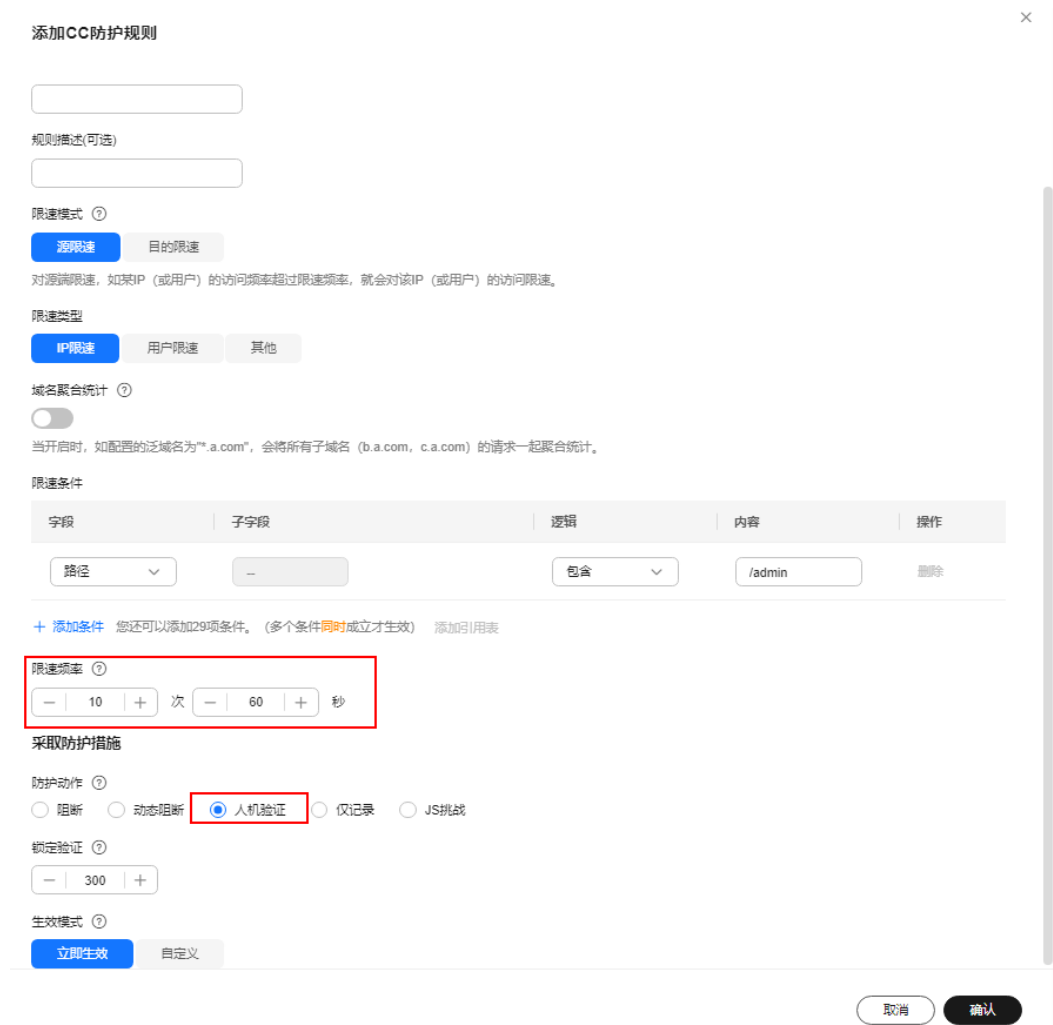 添加CC防护规则
规则描述(可选)
限速模式 ?
源限速 目的限速
对源端限速，如某IP（或用户）的访问频率超过限速频率，就会对该IP（或用户）的访问限速。
限速类型
IP限速 用户限速 其他
域名聚合统计 ?
当开启时，如配置的泛域名为"*.a.com"，会将所有子域名（b.a.com，c.a.com）的请求一起聚合统计。
限速条件
字段 子字段 逻辑 内容 操作
路径 -- 包含 /admin 删除
+ 添加条件 您还可以添加29项条件。（多个条件同时成立才生效） 添加引用表
限速频率 ?
— 10 + 次 — 60 + 秒
采取防护措施
防护动作 ?
阻断 动态阻断 人机验证 仅记录 JS挑战
锁定验证 ?
— 300 +
生效模式 ?
立即生效 自定义
取消 确认